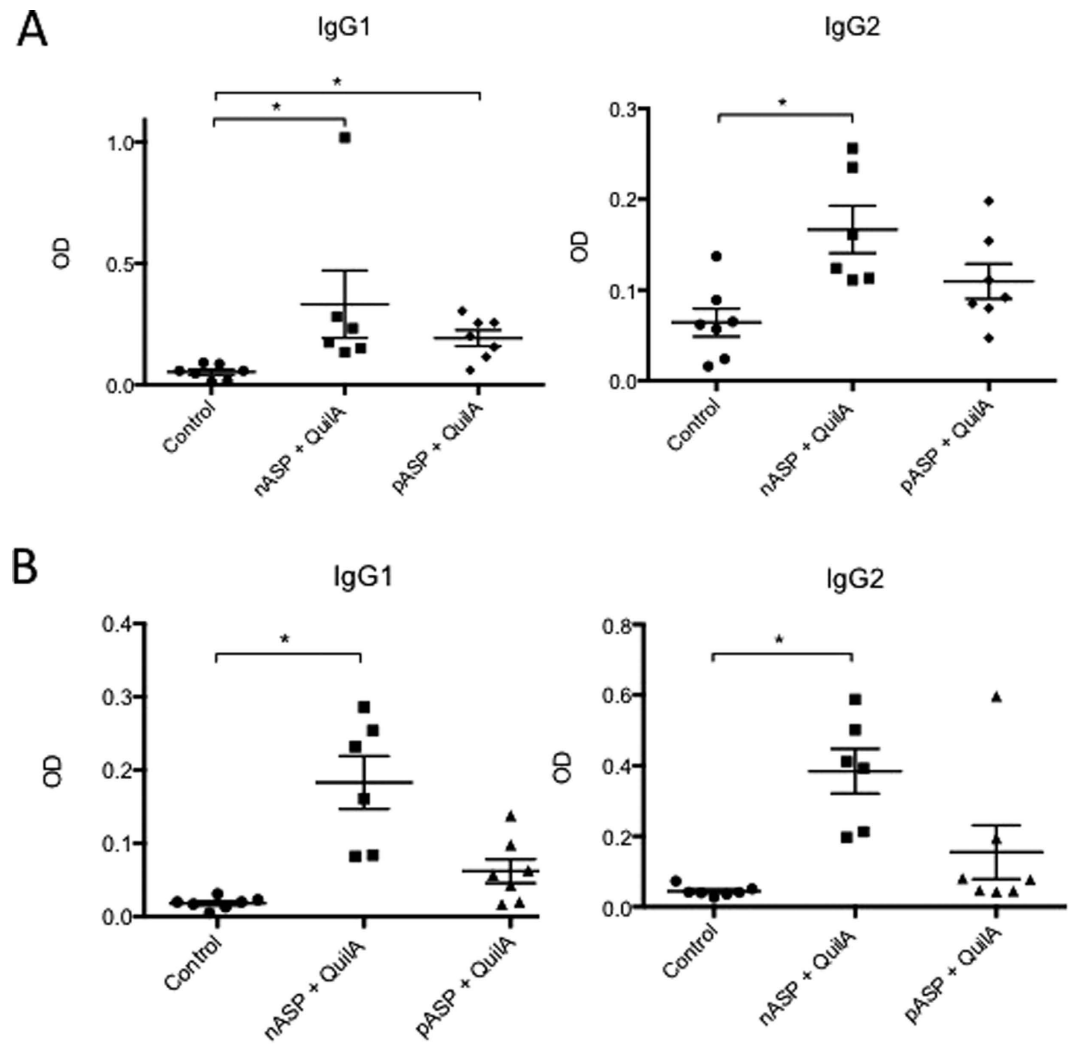 A
IgG1
IgG2
*
*
*
1.0
0.5
0.0
OD
0.3
0.2
0.1
0.0
OD
Control
nASP + QuilA
pASP + QuilA
Control
nASP + QuilA
pASP + QuilA
B
IgG1
IgG2
*
*
0.4
0.3
0.2
0.1
0.0
OD
0.8
0.6
0.4
0.2
0.0
OD
Control
nASP + QuilA
pASP + QuilA
Control
nASP + QuilA
pASP + QuilA